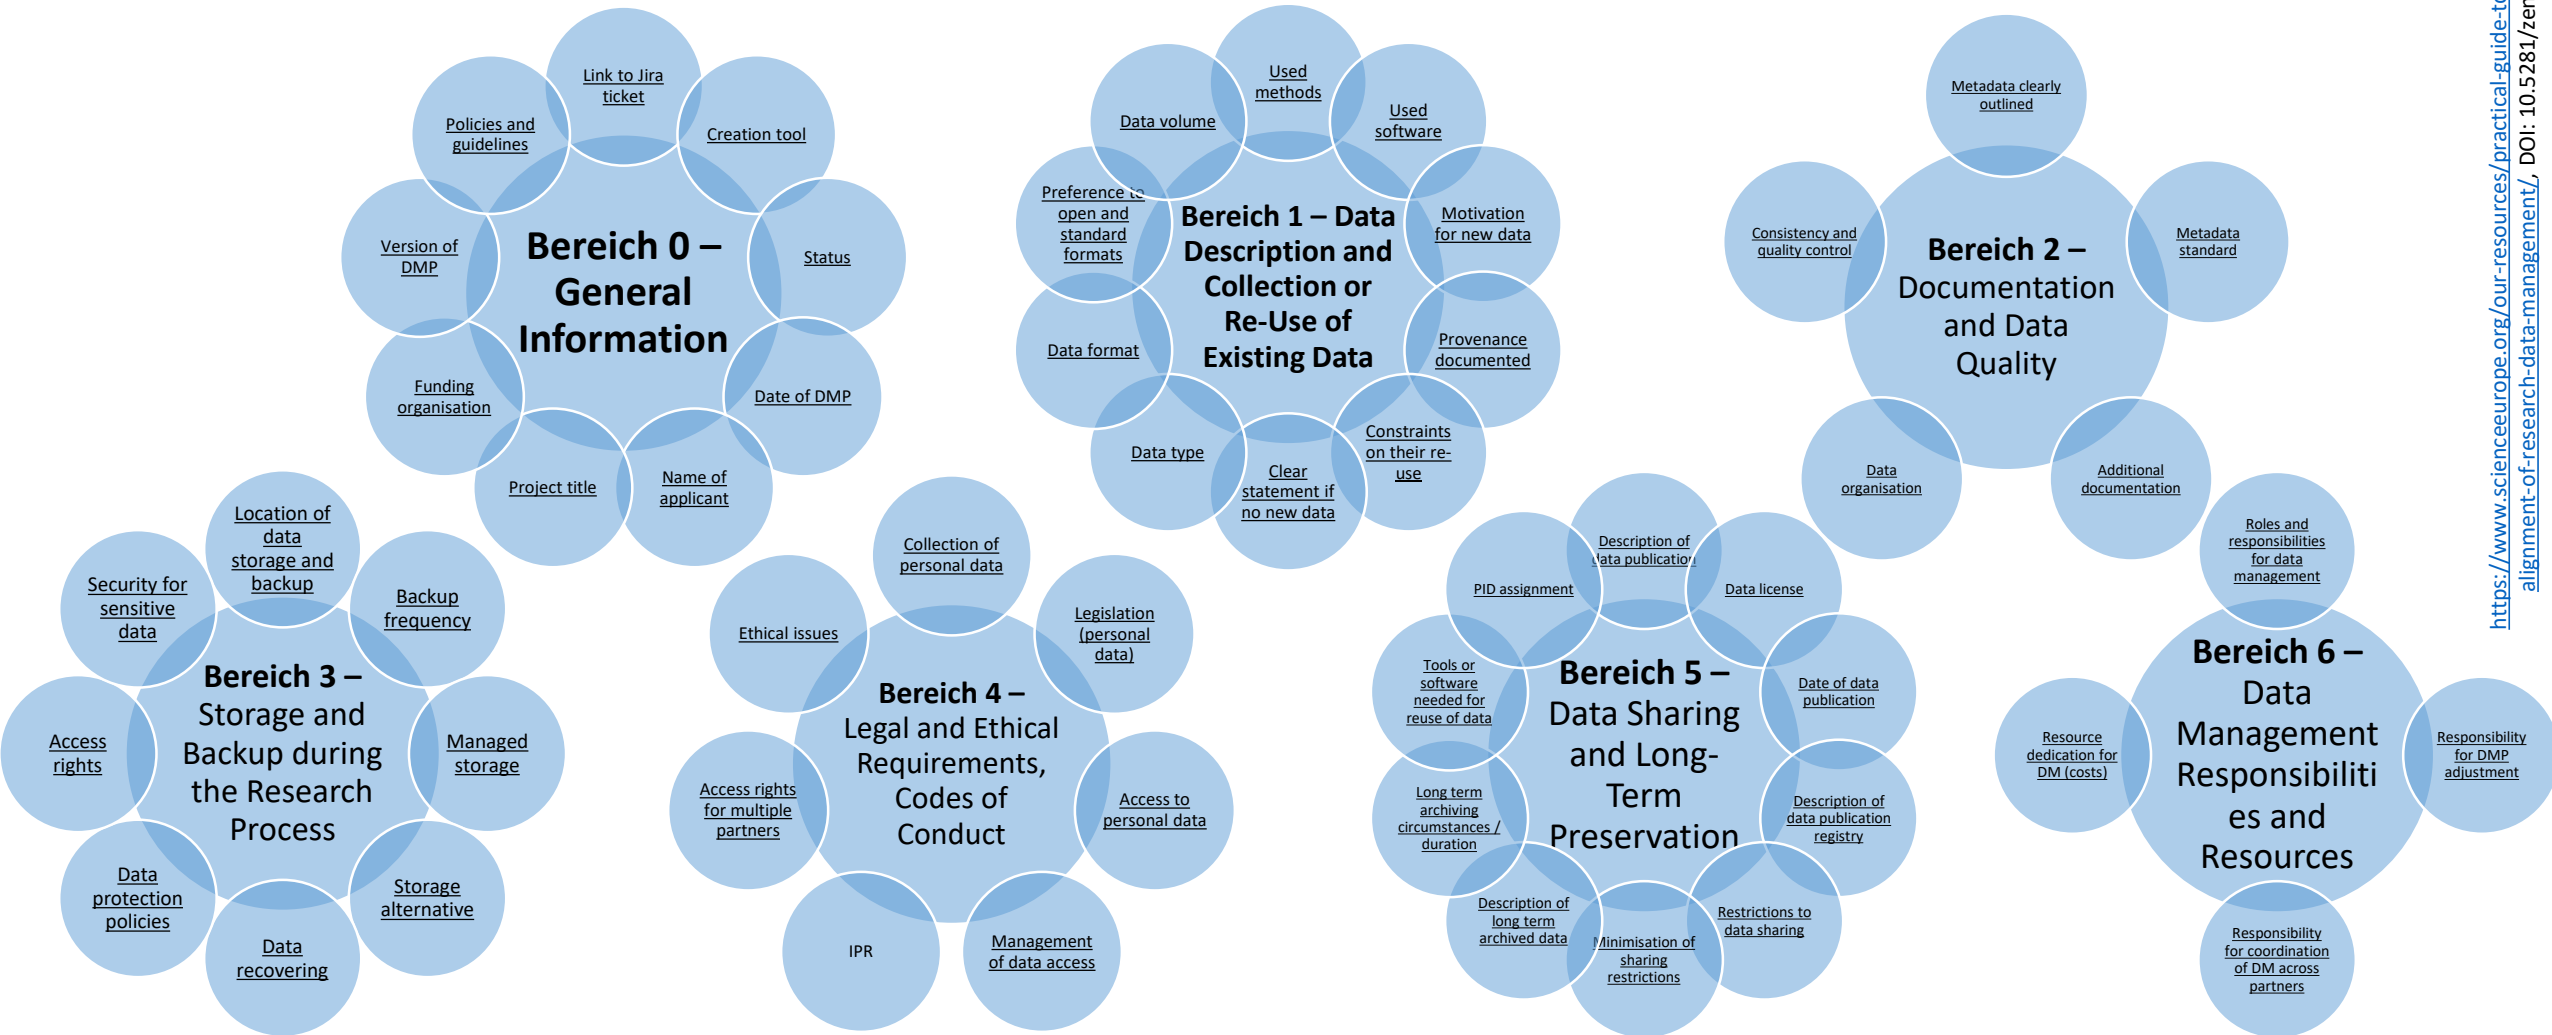 Link to Jira
ticket
Creation tool
Status
Date of DMP
Name of
applicant
Project title
Funding
organisation
Version of
DMP
Policies and
guidelines
Bereich 0 –
General
Information
Used
methods
Used
software
Motivation
for new data
Provenance
documented
Constraints
on their re-
use
Clear
statement if
no new data
Data type
Data format
Preference to
open and
standard
formats
Data volume
Bereich 1 – Data
Description and
Collection or
Re-Use of
Existing Data
Metadata clearly
outlined
Metadata
standard
Additional
documentation
Data
organisation
Consistency and
quality control
Bereich 2 –
Documentation
and Data
Quality
Location of
data
storage and
backup
Backup
frequency
Managed
storage
Storage
alternative
Data
recovering
Data
protection
policies
Access
rights
Security for
sensitive
data
Bereich 3 –
Storage and
Backup during
the Research
Process
Collection of
personal data
Legislation
(personal
data)
Access to
personal data
Management
of data access
IPR
Access rights
for multiple
partners
Ethical issues
Bereich 4 –
Legal and Ethical
Requirements,
Codes of
Conduct
Description of
data publication
Data license
Date of data
publication
Description of
data publication
registry
Restrictions to
data sharing
Minimisation of
sharing
restrictions
Description of
long term
archived data
Long term
archiving
circumstances /
duration
Tools or
software
needed for
reuse of data
PID assignment
Bereich 5 –
Data Sharing
and Long-
Term
Preservation
Roles and
responsibilities
for data
management
Responsibility
for DMP
adjustment
Responsibility
for coordination
of DM across
partners
Resource
dedication for
DM (costs)
Bereich 6 –
Data
Management
Responsibiliti
es and
Resources
https://www.scienceeurope.org/our-resources/practical-guide-to
alignment-of-research-data-management/, DOI: 10.5281/zen